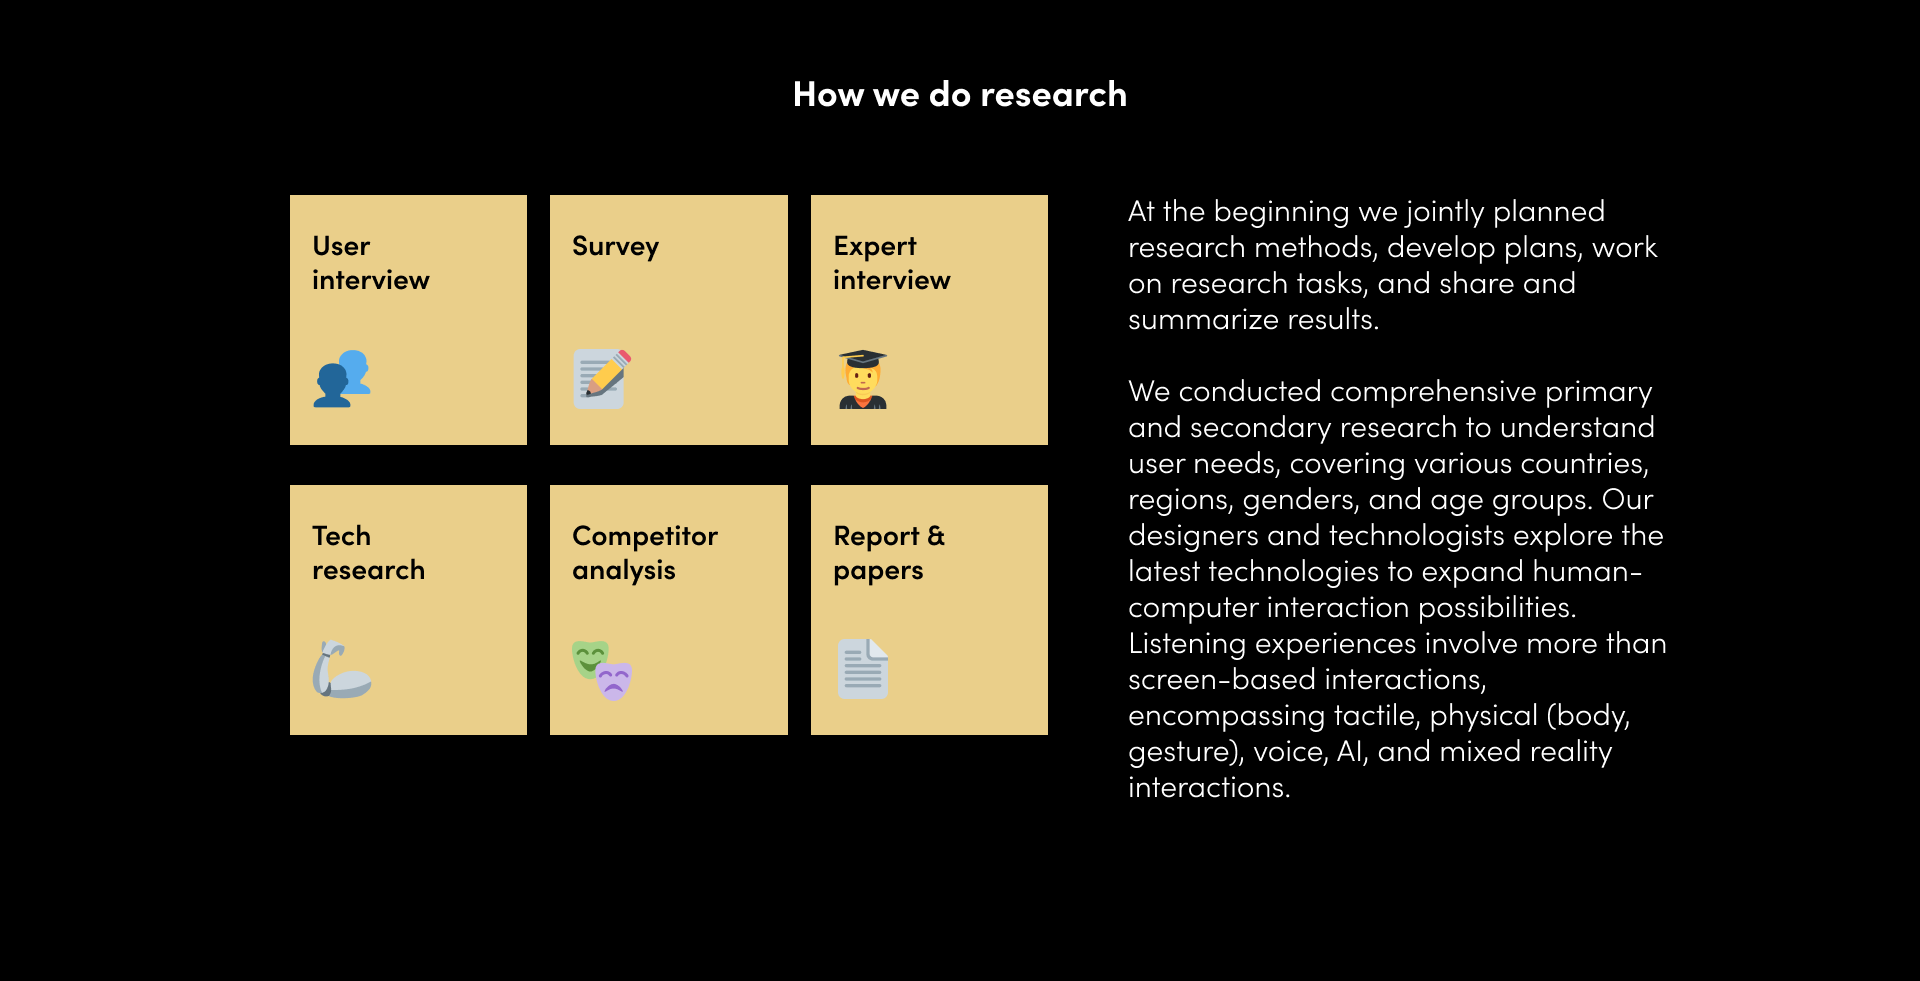 How we do research
User
interview
Survey
Expert
interview
Tech
research
Competitor
analysis
Report &
papers
At the beginning we jointly planned
research methods, develop plans, work
on research tasks, and share and
summarize results.
We conducted comprehensive primary
and secondary research to understand
user needs, covering various countries,
regions, genders, and age groups. Our
designers and technologists explore the
latest technologies to expand human-
computer interaction possibilities.
Listening experiences involve more than
screen-based interactions,
encompassing tactile, physical (body,
gesture), voice, AI, and mixed reality
interactions.